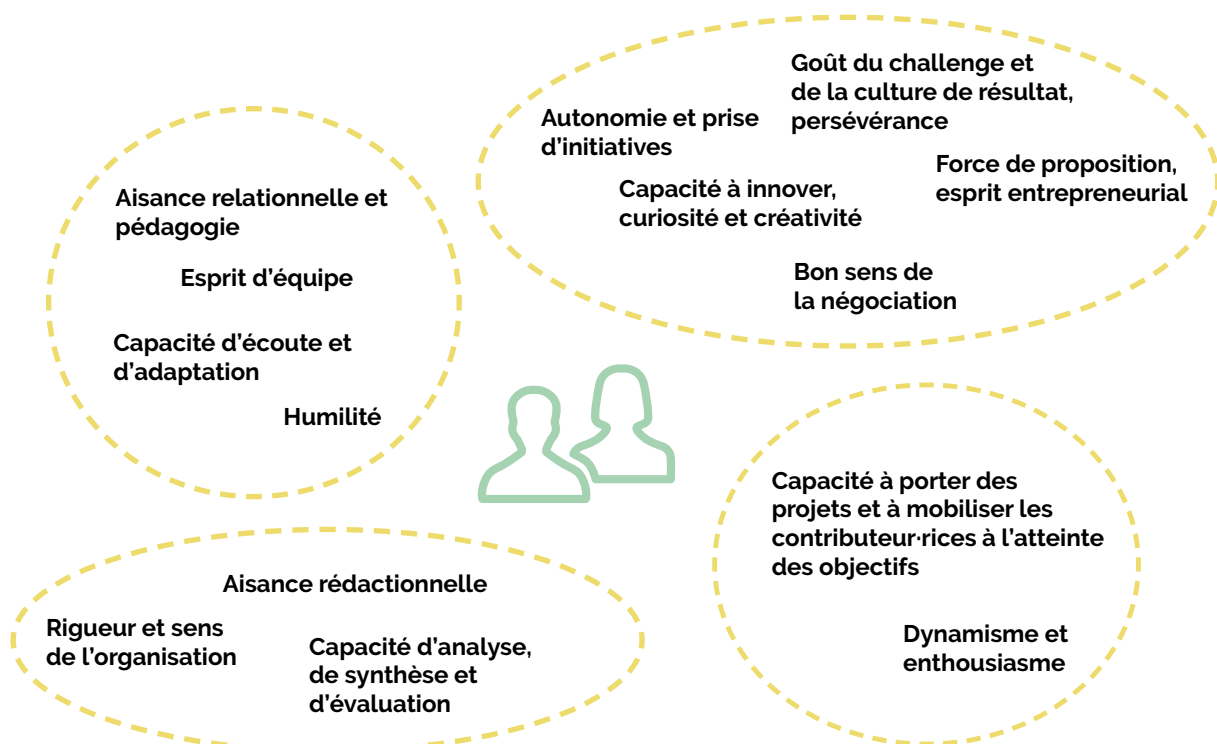 Aisance relationnelle et
pédagogie
Esprit d'équipe
Capacité d'écoute et
d'adaptation
Humilité
Goût du challenge et
de la culture de résultat,
persévérance
Autonomie et prise
d'initiatives
Force de proposition,
esprit entrepreneurial
Capacité à innover,
curiosité et créativité
Bon sens de
la négociation
Aisance rédactionnelle
Rigueur et sens
de l'organisation
Capacité d'analyse,
de synthèse et
d'évaluation
Capacité à porter des
projets et à mobiliser les
contributeur·rices à l'atteinte
des objectifs
Dynamisme et
enthousiasme